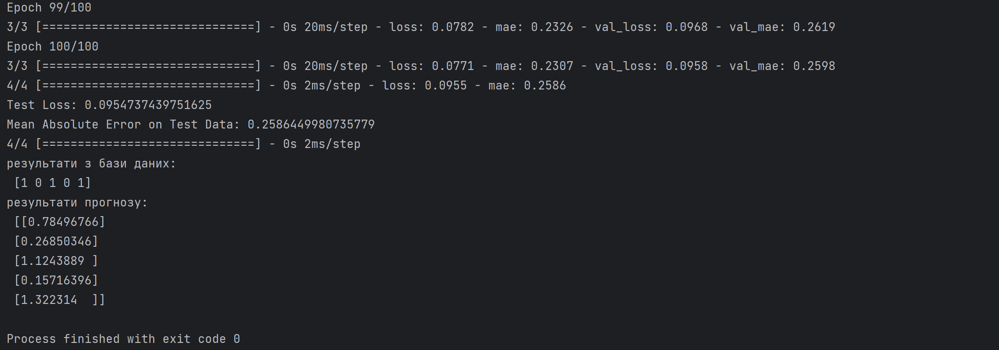 Epoch 99/100
3/3 [==============================] - 0s 20ms/step - loss: 0.0782 - mae: 0.2326 - val_loss: 0.0968 - val_mae: 0.2619
Epoch 100/100
3/3 [==============================] - 0s 20ms/step - loss: 0.0771 - mae: 0.2307 - val_loss: 0.0958 - val_mae: 0.2598
4/4 [==============================] - 0s 2ms/step - loss: 0.0955 - mae: 0.2586
Test Loss: 0.0954737439751625
Mean Absolute Error on Test Data: 0.2586449980735779
4/4 [==============================] - 0s 2ms/step
результати з бази даних:
 [1 0 1 0 1]
результати прогнозу:
 [[0.78496766]
 [0.26850346]
 [1.1243889 ]
 [0.15716396]
 [1.322314  ]]
Process finished with exit code 0